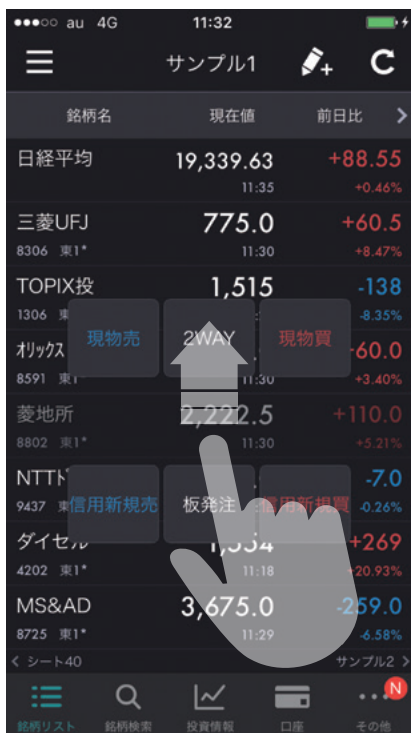 au 4G 11:32
サンプル1
銘柄名 現在値 前日比
日経平均 19,339.63 +88.55
11:35 +0.46%
三菱UFJ 775.0 +60.5
8306 東1* 11:30 +8.47%
TOPIX投 1,515 -138
1306 -8.35%
現物売 2WAY 現物買
オリックス +60.0
8591 東1* 11:30 +3.40%
菱地所 2,222.5 +110.0
8802 東1* 11:30 +5.21%
NTTド -7.0
9437 -0.26%
信用新規売 板発注 信用新規買
ダイセル 1,554 +269
4202 東1* 11:18 +20.93%
MS&AD 3,675.0 -259.0
8725 東1* 11:29 -6.58%
シート40 サンプル2
N
銘柄リスト 銘柄検索 投資情報 口座 その他